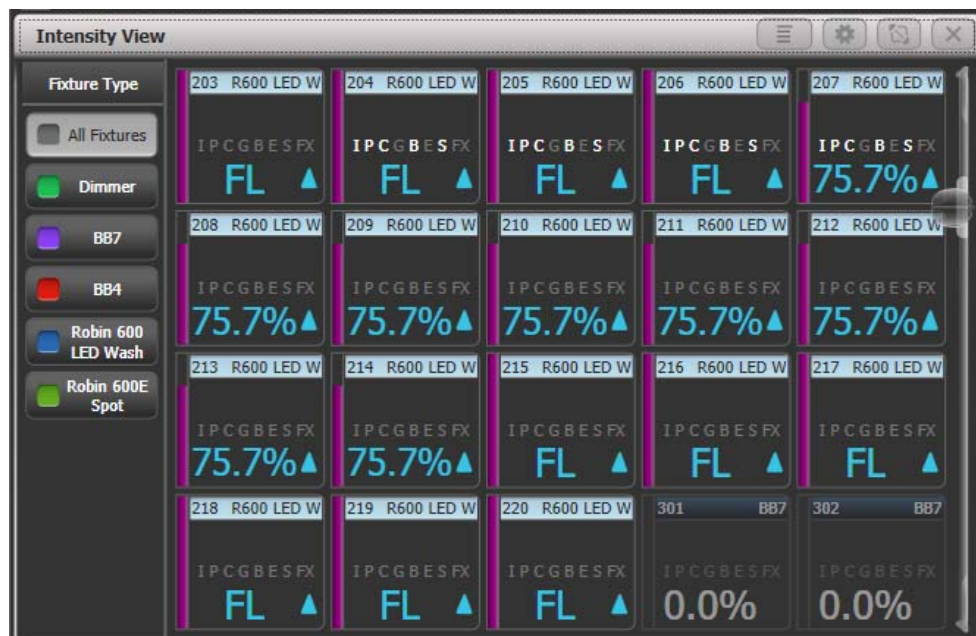 Intensity View
Fixture Type
All Fixtures
Dimmer
BB7
BB4
Robin 600
LED Wash
Robin 600E
Spot
203 R600 LED W
IPCGBESFX
FL
204 R600 LED W
IPCGBESFX
FL
205 R600 LED W
IPCGBESFX
FL
206 R600 LED W
IPCGBESFX
FL
207 R600 LED W
IPCGBESFX
75.7%
208 R600 LED W
IPCGBESFX
75.7%
209 R600 LED W
IPCGBESFX
75.7%
210 R600 LED W
IPCGBESFX
75.7%
211 R600 LED W
IPCGBESFX
75.7%
212 R600 LED W
IPCGBESFX
75.7%
213 R600 LED W
IPCGBESFX
75.7%
214 R600 LED W
IPCGBESFX
75.7%
215 R600 LED W
IPCGBESFX
FL
216 R600 LED W
IPCGBESFX
FL
217 R600 LED W
IPCGBESFX
FL
218 R600 LED W
IPCGBESFX
FL
219 R600 LED W
IPCGBESFX
FL
220 R600 LED W
IPCGBESFX
FL
301 BB7
IPCGBESFX
0.0%
302 BB7
IPCGBESFX
0.0%